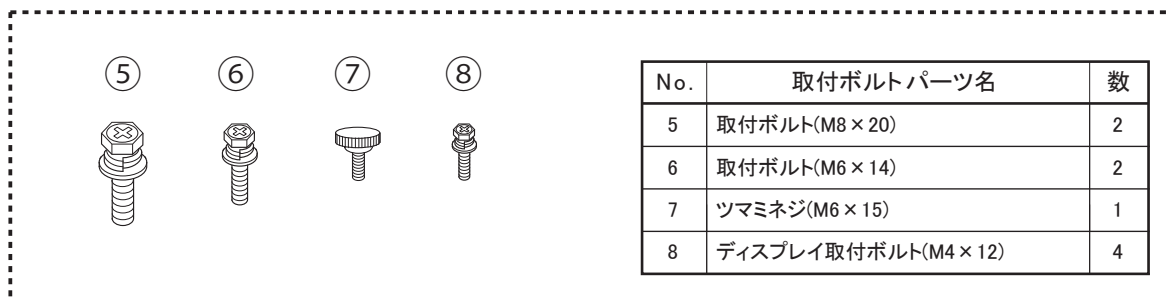 ⑤ ⑥ ⑦ ⑧
No. 取付ボルトパーツ名 数
5 取付ボルト(M8×20) 2
6 取付ボルト(M6×14) 2
7 ツマミネジ(M6×15) 1
8 ディスプレイ取付ボルト(M4×12) 4